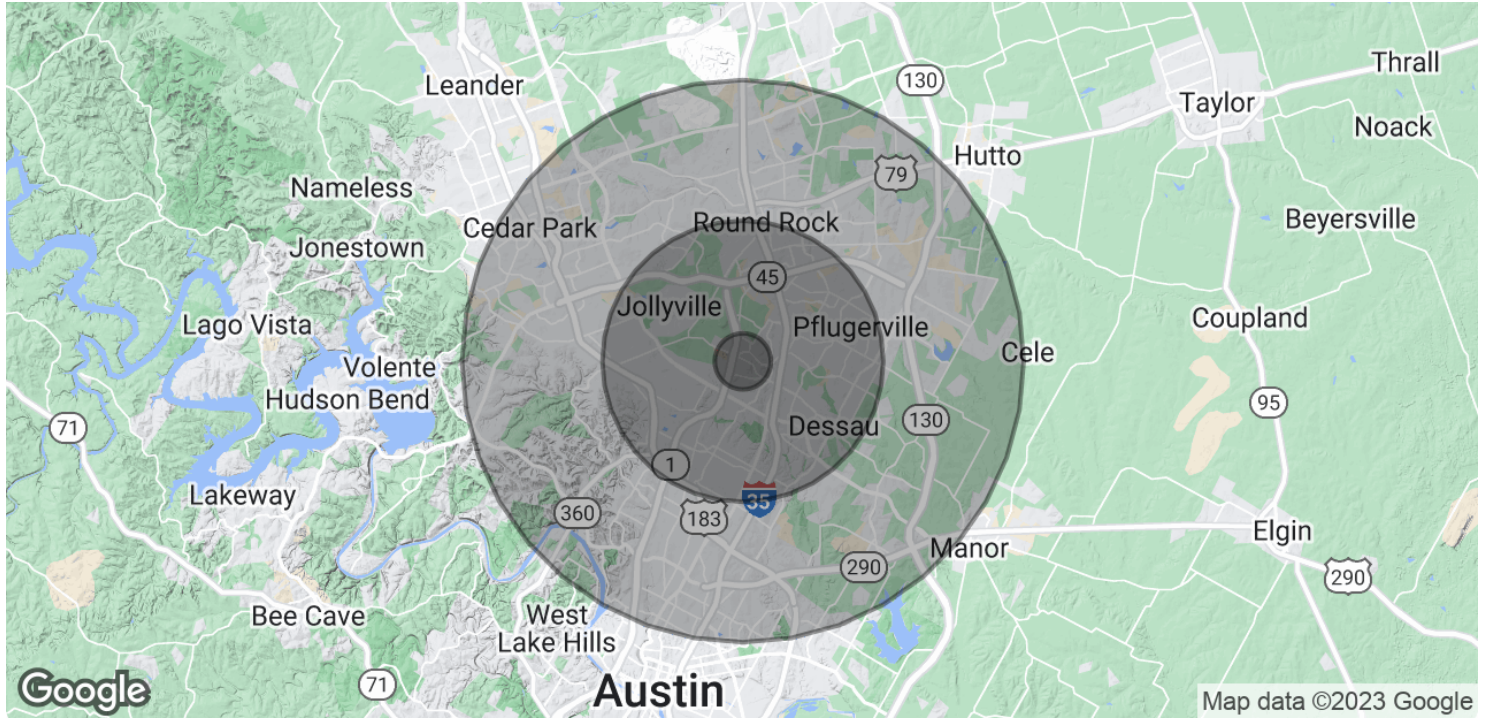 Thrall
130
Leander
Taylor
Noack
Hutto
79
Nameless
Beyersville
Round Rock
Cedar Park
Jonestown
45
Jollyville
Coupland
Lago Vista
Pflugerville
Cele
Volente
Hudson Bend
95
130
71
Dessau
1
Lakeway
35
360
183
Elgin
Manor
290
290
Bee Cave
West
Lake Hills
71
Austin
Google
Map data ©2023 Google